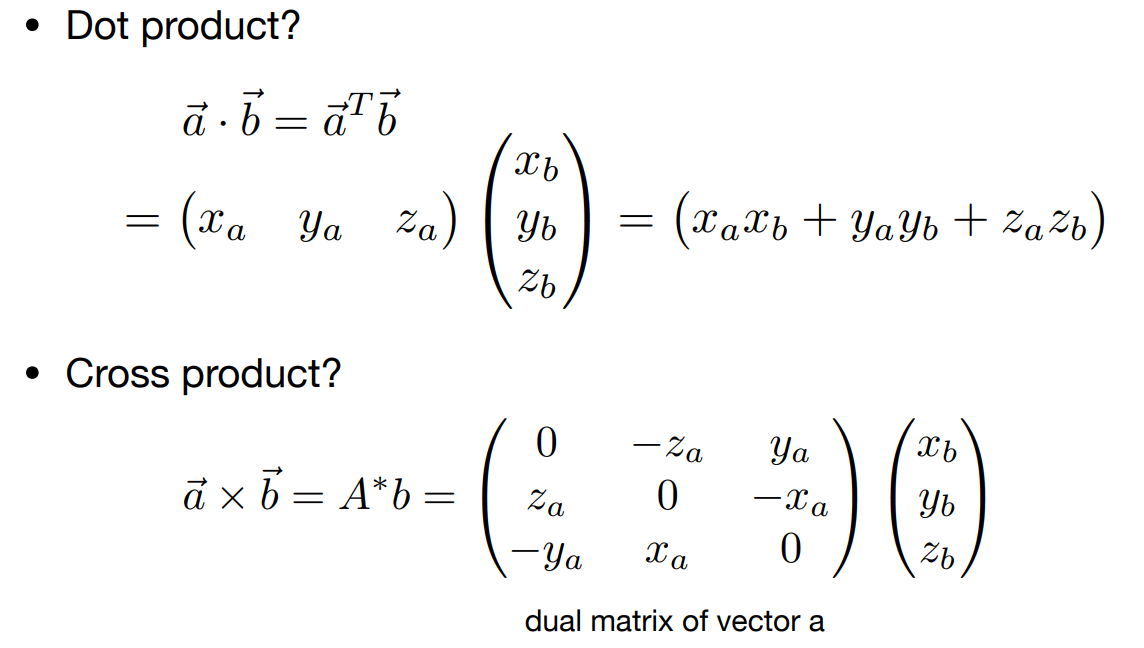 • Dot product?
$\vec{a} \cdot \vec{b} = \vec{a}^T \vec{b}$
$= \begin{pmatrix} x_a & y_a & z_a \end{pmatrix} \begin{pmatrix} x_b \\ y_b \\ z_b \end{pmatrix} = \begin{pmatrix} x_a x_b + y_a y_b + z_a z_b \end{pmatrix}$
• Cross product?
$\vec{a} \times \vec{b} = A^* b = \begin{pmatrix} 0 & -z_a & y_a \\ z_a & 0 & -x_a \\ -y_a & x_a & 0 \end{pmatrix} \begin{pmatrix} x_b \\ y_b \\ z_b \end{pmatrix}$
dual matrix of vector a